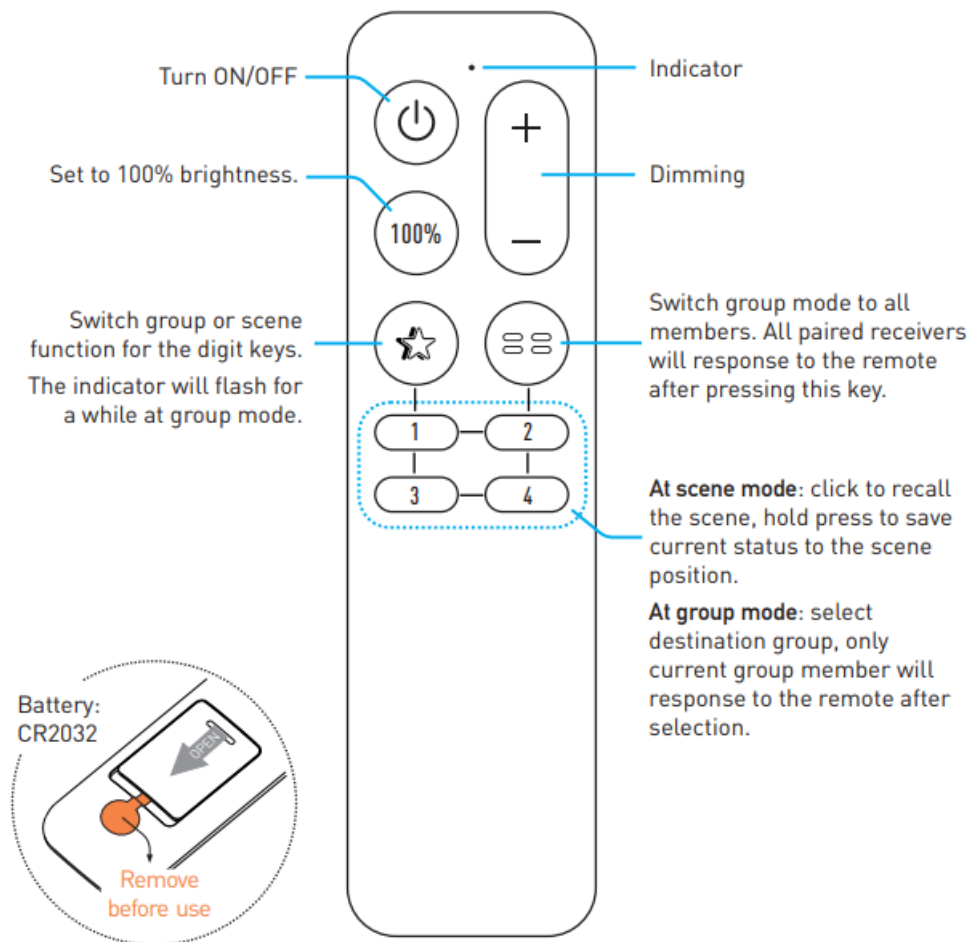 Turn ON/OFF
Indicator
Set to 100% brightness.
100%
Dimming
Switch group or scene
function for the digit keys.
The indicator will flash for
a while at group mode.
Switch group mode to all
members. All paired receivers
will response to the remote
after pressing this key.
1
2
3
4
At scene mode: click to recall
the scene, hold press to save
current status to the scene
position.
At group mode: select
destination group, only
current group member will
response to the remote after
selection.
Battery:
CR2032
OPEN
Remove
before use